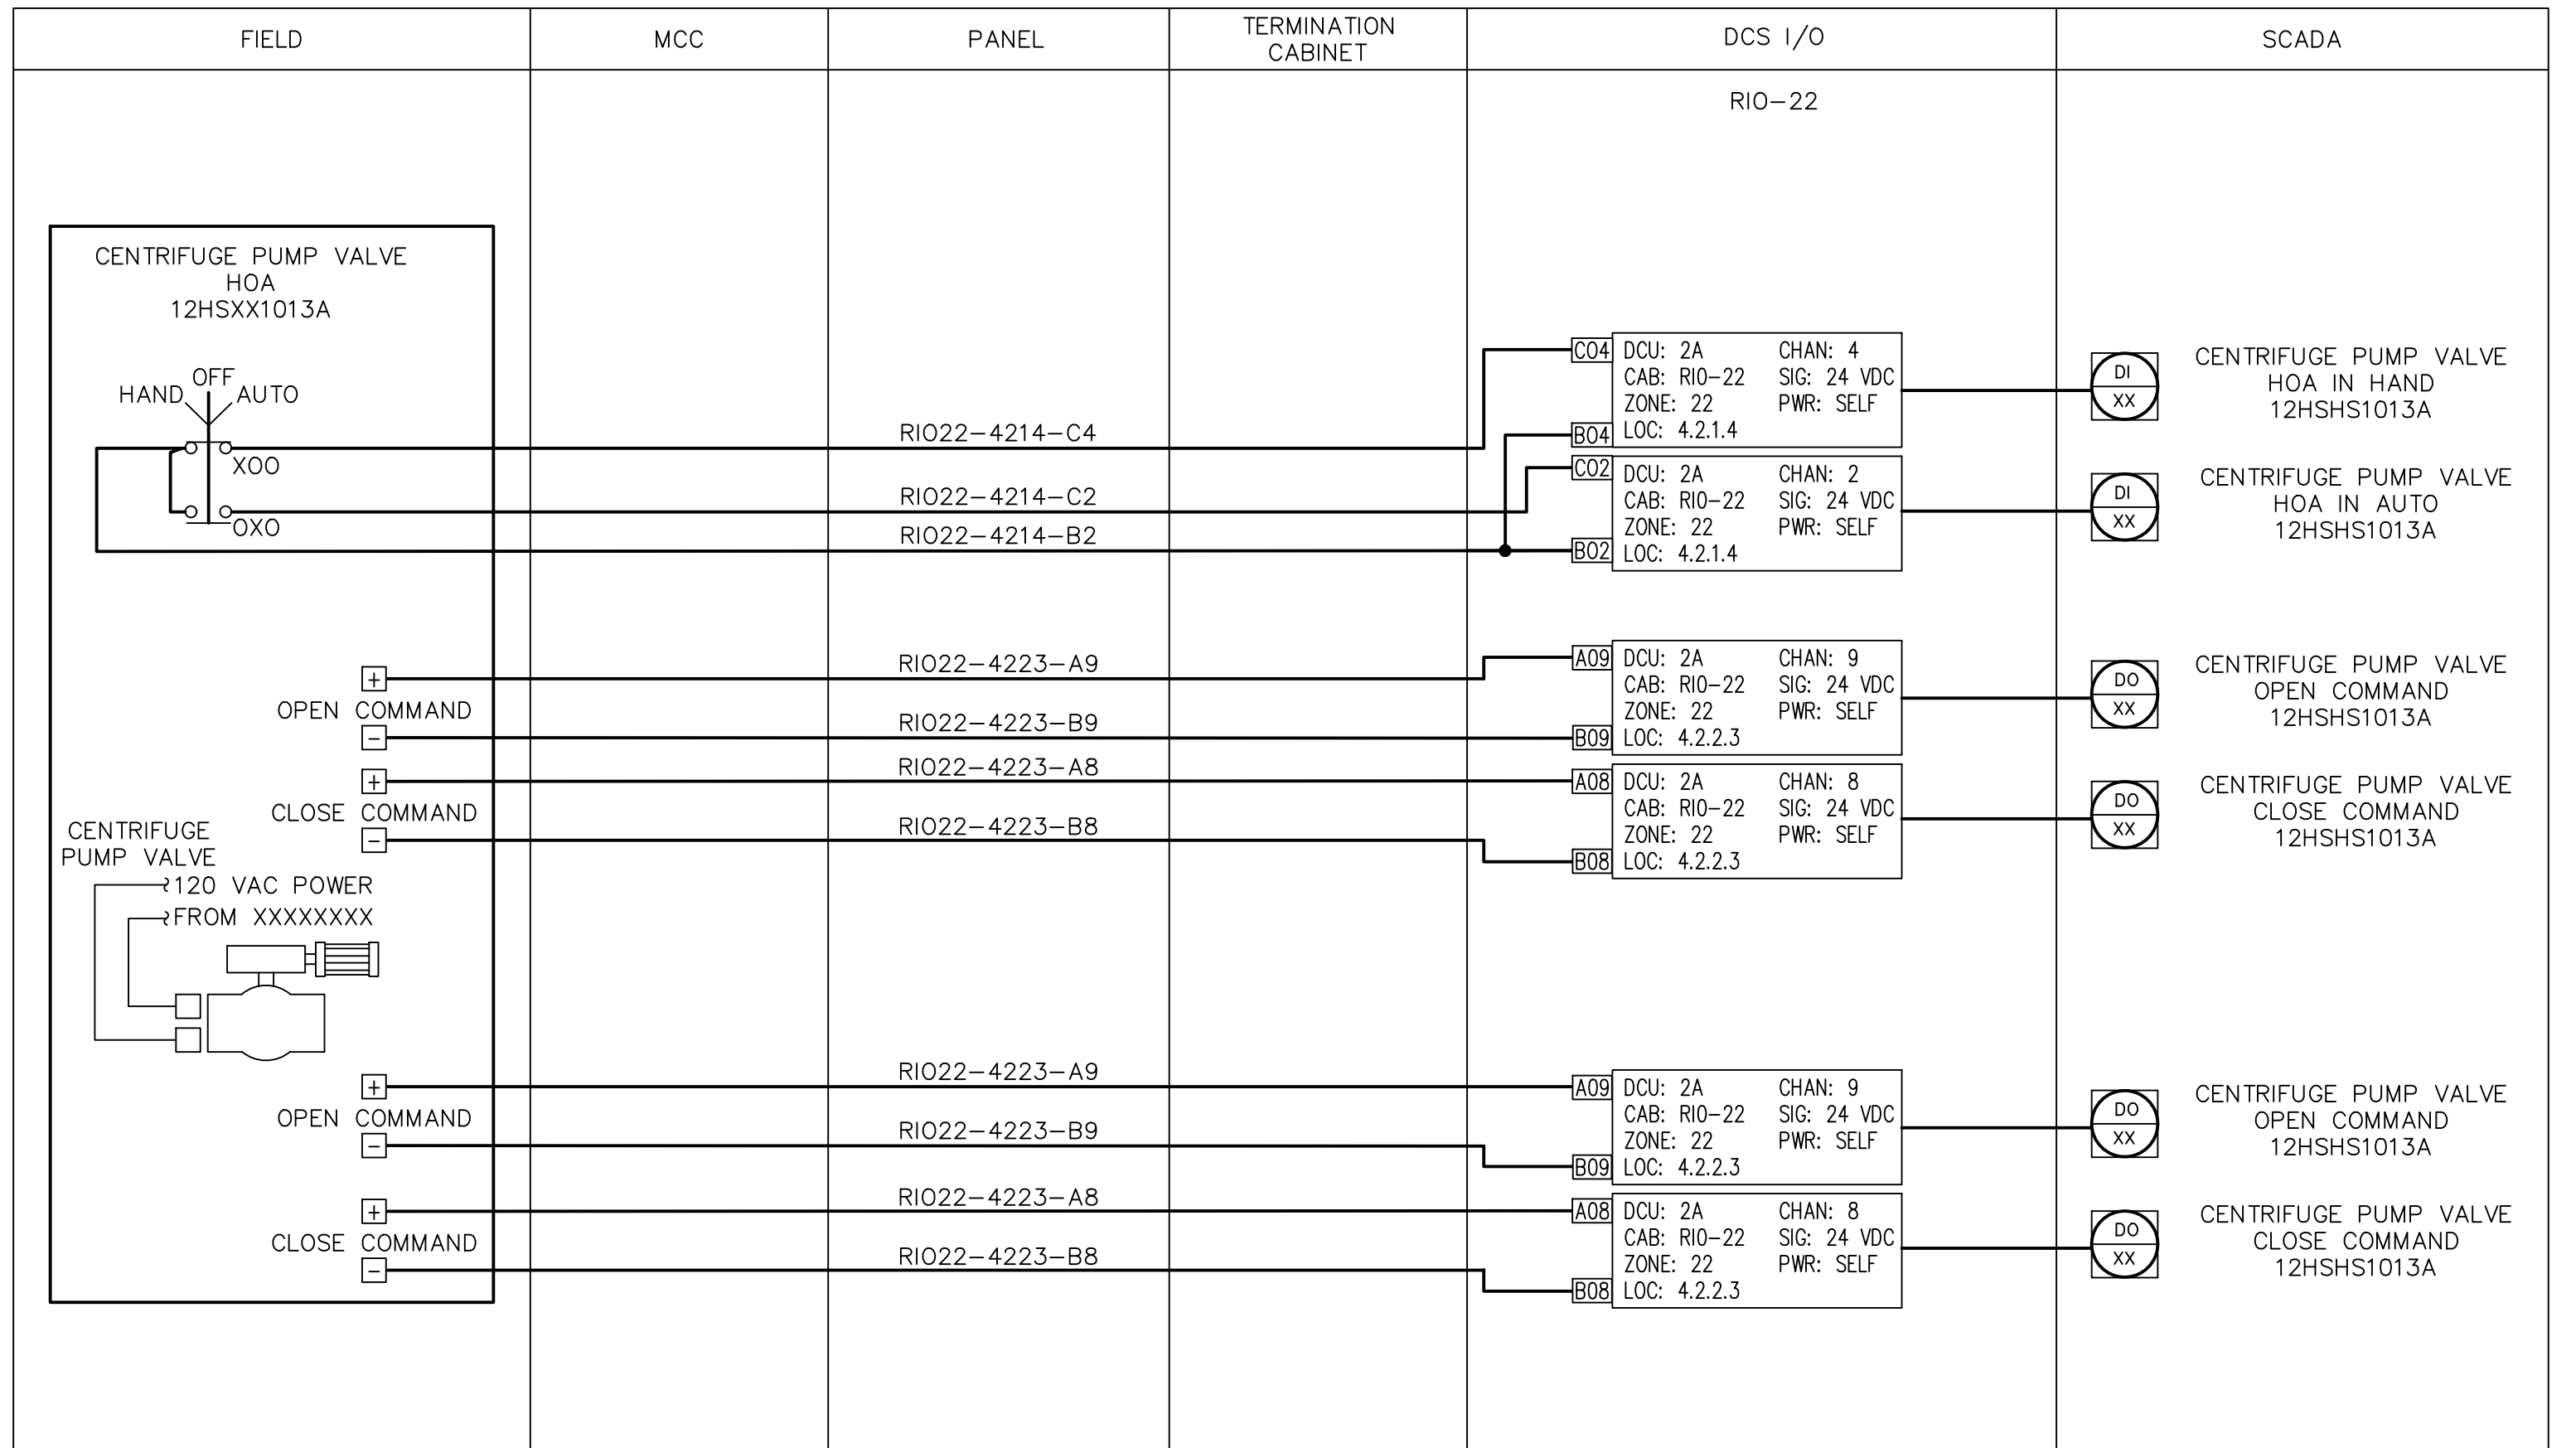 FIELD
MCC
PANEL
TERMINATION
CABINET
DCS I/O
SCADA
RIO-22
CENTRIFUGE PUMP VALVE
HOA
12HSXX1013A
HAND
OFF
AUTO
XOO
OXO
RIO22-4214-C4
RIO22-4214-C2
RIO22-4214-B2
C04
B04
DCU: 2A CHAN: 4
CAB: RIO-22 SIG: 24 VDC
ZONE: 22 PWR: SELF
LOC: 4.2.1.4
DI
XX
CENTRIFUGE PUMP VALVE
HOA IN HAND
12HSHS1013A
C02
B02
DCU: 2A CHAN: 2
CAB: RIO-22 SIG: 24 VDC
ZONE: 22 PWR: SELF
LOC: 4.2.1.4
DI
XX
CENTRIFUGE PUMP VALVE
HOA IN AUTO
12HSHS1013A
+
OPEN COMMAND
-
RIO22-4223-A9
RIO22-4223-B9
A09
B09
DCU: 2A CHAN: 9
CAB: RIO-22 SIG: 24 VDC
ZONE: 22 PWR: SELF
LOC: 4.2.2.3
DO
XX
CENTRIFUGE PUMP VALVE
OPEN COMMAND
12HSHS1013A
+
CLOSE COMMAND
-
RIO22-4223-A8
RIO22-4223-B8
A08
B08
DCU: 2A CHAN: 8
CAB: RIO-22 SIG: 24 VDC
ZONE: 22 PWR: SELF
LOC: 4.2.2.3
DO
XX
CENTRIFUGE PUMP VALVE
CLOSE COMMAND
12HSHS1013A
CENTRIFUGE
PUMP VALVE
120 VAC POWER
FROM XXXXXXXX
+
OPEN COMMAND
-
RIO22-4223-A9
RIO22-4223-B9
A09
B09
DCU: 2A CHAN: 9
CAB: RIO-22 SIG: 24 VDC
ZONE: 22 PWR: SELF
LOC: 4.2.2.3
DO
XX
CENTRIFUGE PUMP VALVE
OPEN COMMAND
12HSHS1013A
+
CLOSE COMMAND
-
RIO22-4223-A8
RIO22-4223-B8
A08
B08
DCU: 2A CHAN: 8
CAB: RIO-22 SIG: 24 VDC
ZONE: 22 PWR: SELF
LOC: 4.2.2.3
DO
XX
CENTRIFUGE PUMP VALVE
CLOSE COMMAND
12HSHS1013A